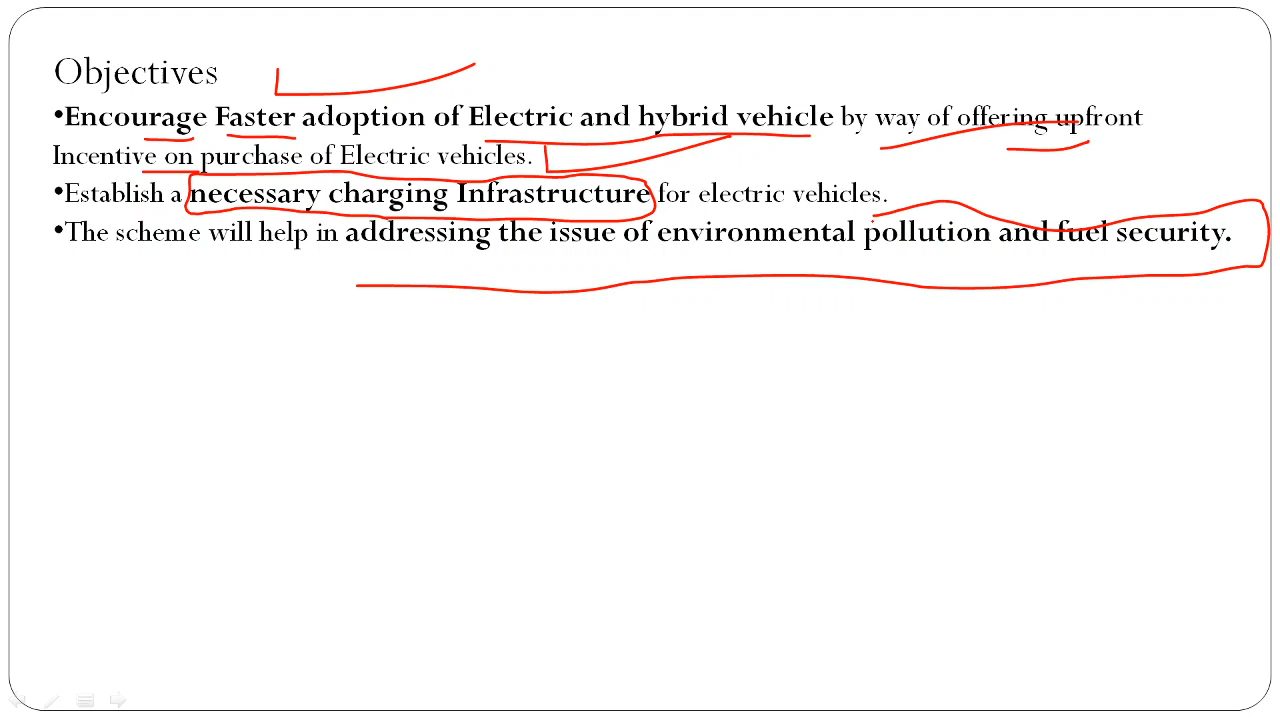 Objectives
•Encourage Faster adoption of Electric and hybrid vehicle by way of offering upfront
Incentive on purchase of Electric vehicles.
•Establish a necessary charging Infrastructure for electric vehicles.
•The scheme will help in addressing the issue of environmental pollution and fuel security.